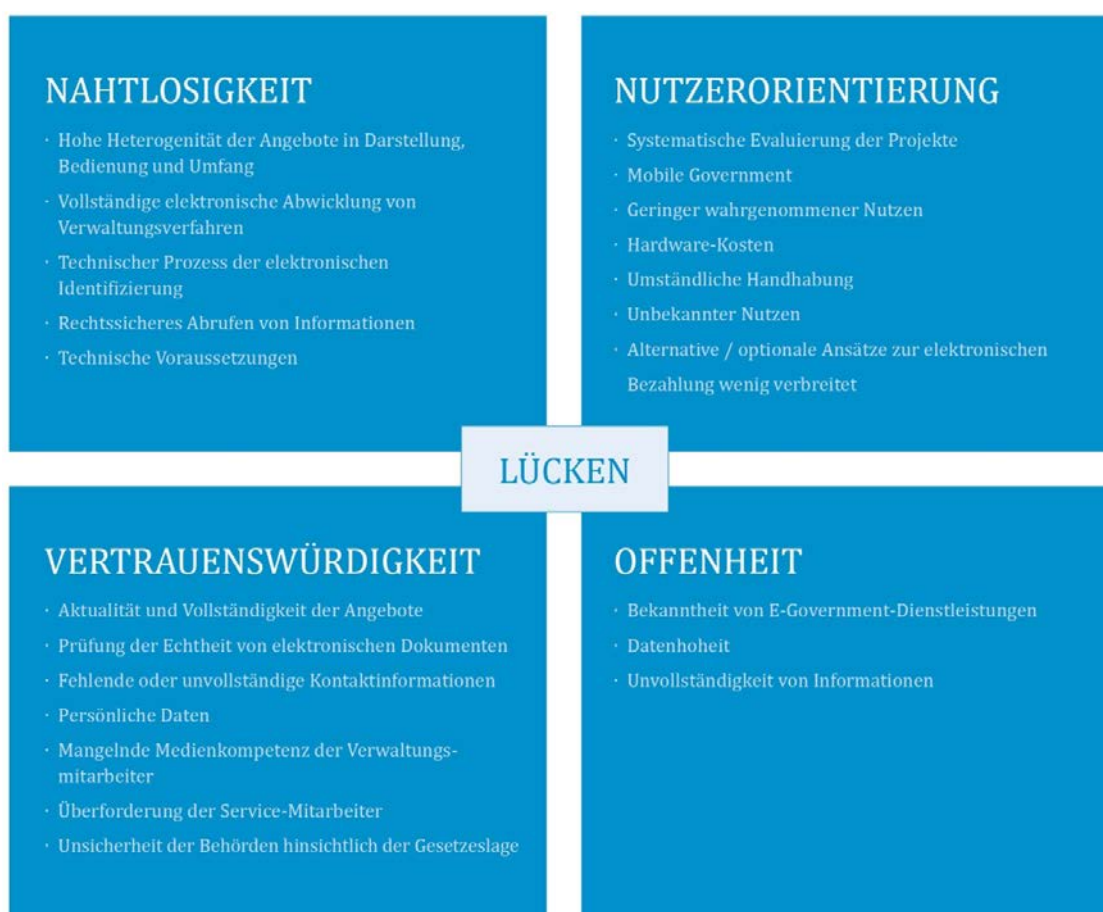 NAHTLOSIGKEIT
· Hohe Heterogenität der Angebote in Darstellung,
Bedienung und Umfang
· Vollständige elektronische Abwicklung von
Verwaltungsverfahren
· Technischer Prozess der elektronischen
Identifizierung
· Rechtssicheres Abrufen von Informationen
· Technische Voraussetzungen
NUTZERORIENTIERUNG
· Systematische Evaluierung der Projekte
· Mobile Government
· Geringer wahrgenommener Nutzen
· Hardware-Kosten
· Umständliche Handhabung
· Unbekannter Nutzen
· Alternative / optionale Ansätze zur elektronischen
Bezahlung wenig verbreitet
LÜCKEN
VERTRAUENSWÜRDIGKEIT
· Aktualität und Vollständigkeit der Angebote
· Prüfung der Echtheit von elektronischen Dokumenten
· Fehlende oder unvollständige Kontaktinformationen
· Persönliche Daten
· Mangelnde Medienkompetenz der Verwaltungs-
mitarbeiter
· Überforderung der Service-Mitarbeiter
· Unsicherheit der Behörden hinsichtlich der Gesetzeslage
OFFENHEIT
· Bekanntheit von E-Government-Dienstleistungen
· Datenhoheit
· Unvollständigkeit von Informationen